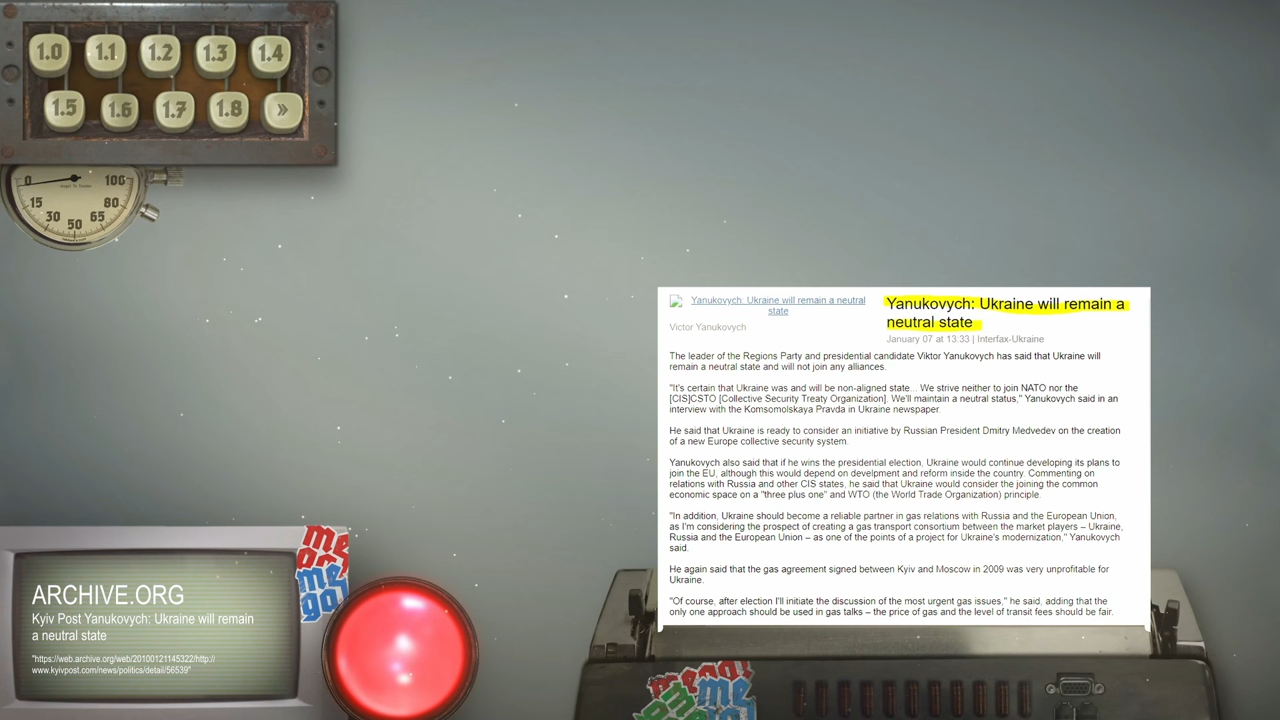 1.0 1.1 1.2 1.3 1.4
1.5 1.6 1.7 1.8 »
0 100
15 80
30 65
50
Yanukovych: Ukraine will remain a neutral
state
Victor Yanukovych
Yanukovych: Ukraine will remain a
neutral state
January 07 at 13:33 | Interfax-Ukraine
The leader of the Regions Party and presidential candidate Viktor Yanukovych has said that Ukraine will
remain a neutral state and will not join any alliances.
"It's certain that Ukraine was and will be non-aligned state... We strive neither to join NATO nor the
[CIS]CSTO [Collective Security Treaty Organization]. We'll maintain a neutral status," Yanukovych said in an
interview with the Komsomolskaya Pravda in Ukraine newspaper.
He said that Ukraine is ready to consider an initiative by Russian President Dmitry Medvedev on the creation
of a new Europe collective security system.
Yanukovych also said that if he wins the presidential election, Ukraine would continue developing its plans to
join the EU, although this would depend on develpment and reform inside the country. Commenting on
relations with Russia and other CIS states, he said that Ukraine would consider the joining the common
economic space on a "three plus one" and WTO (the World Trade Organization) principle.
"In addition, Ukraine should become a reliable partner in gas relations with Russia and the European Union,
as I'm considering the prospect of creating a gas transport consortium between the market players – Ukraine,
Russia and the European Union – as one of the points of a project for Ukraine's modernization," Yanukovych
said.
He again said that the gas agreement signed between Kyiv and Moscow in 2009 was very unprofitable for
Ukraine.
"Of course, after election I'll initiate the discussion of the most urgent gas issues," he said, adding that the
only one approach should be used in gas talks – the price of gas and the level of transit fees should be fair.
ARCHIVE.ORG
Kyiv Post Yanukovych: Ukraine will remain
a neutral state
"https://web.archive.org/web/20100121145322/http://
www.kyivpost.com/news/politics/detail/56539"